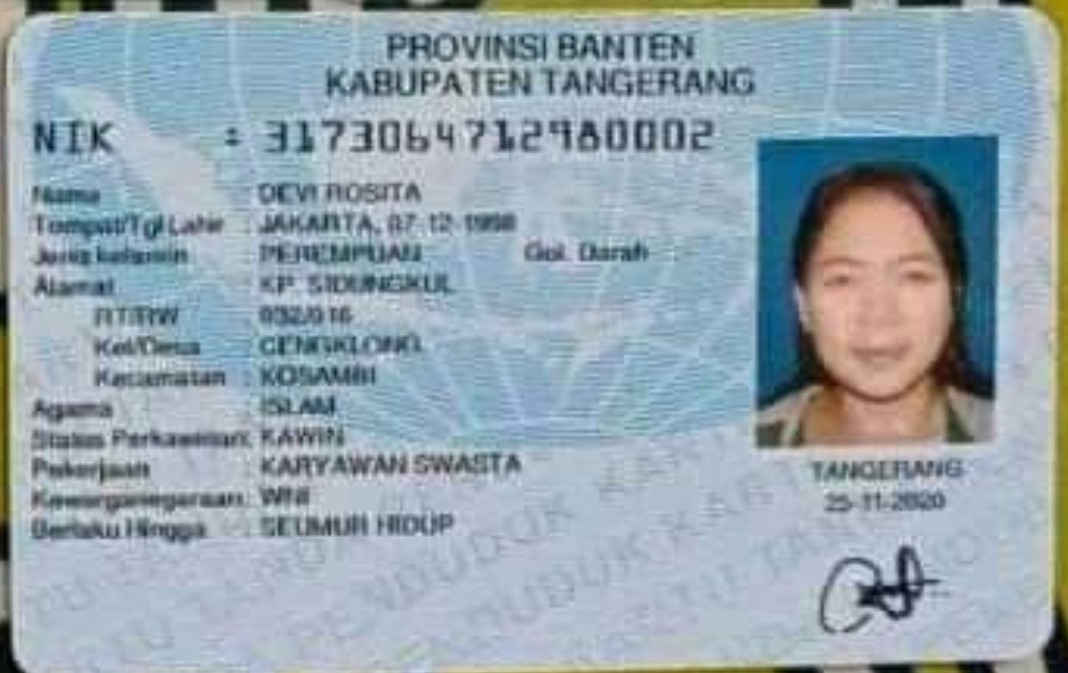 PROVINSI BANTEN
KABUPATEN TANGERANG
NIK : 3173064712980002
Nama : DEVI ROSITA
Tempat/Tgl Lahir : JAKARTA, 07-12-1998
Jenis kelamin : PEREMPUAN Gol. Darah :
Alamat : KP SIDUNGKUL
RT/RW : 032/016
Kel/Desa : CENGKLONG
Kecamatan : KOSAMBI
Agama : ISLAM
Status Perkawinan: KAWIN
Pekerjaan : KARYAWAN SWASTA
Kewarganegaraan: WNI
Berlaku Hingga : SEUMUR HIDUP
TANGERANG
25-11-2020